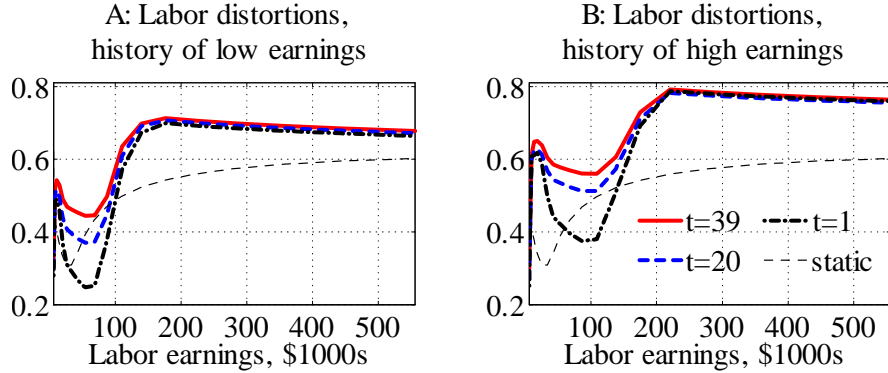 A: Labor distortions,
history of low earnings
0.8
0.6
0.4
0.2
100 200 300 400 500
Labor earnings, $1000s
B: Labor distortions,
history of high earnings
0.8
0.6
0.4
0.2
t=39
t=1
t=20
static
100 200 300 400 500
Labor earnings, $1000s